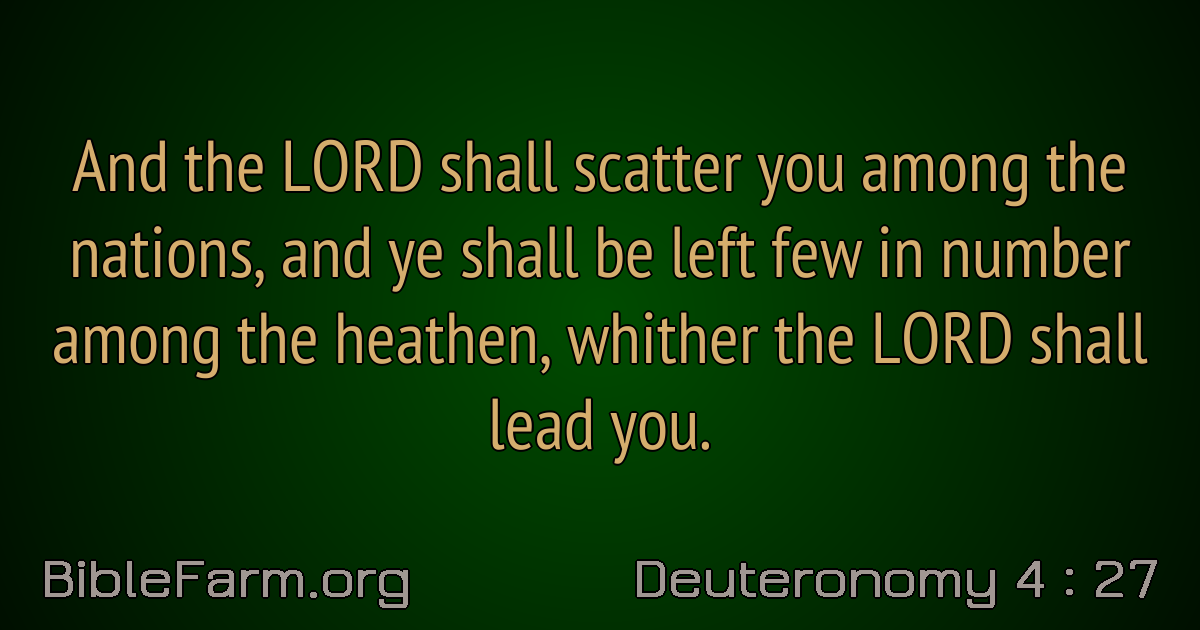 And the LORD shall scatter you among the
nations, and ye shall be left few in number
among the heathen, whither the LORD shall
lead you.
BibleFarm.org
Deuteronomy 4 : 27